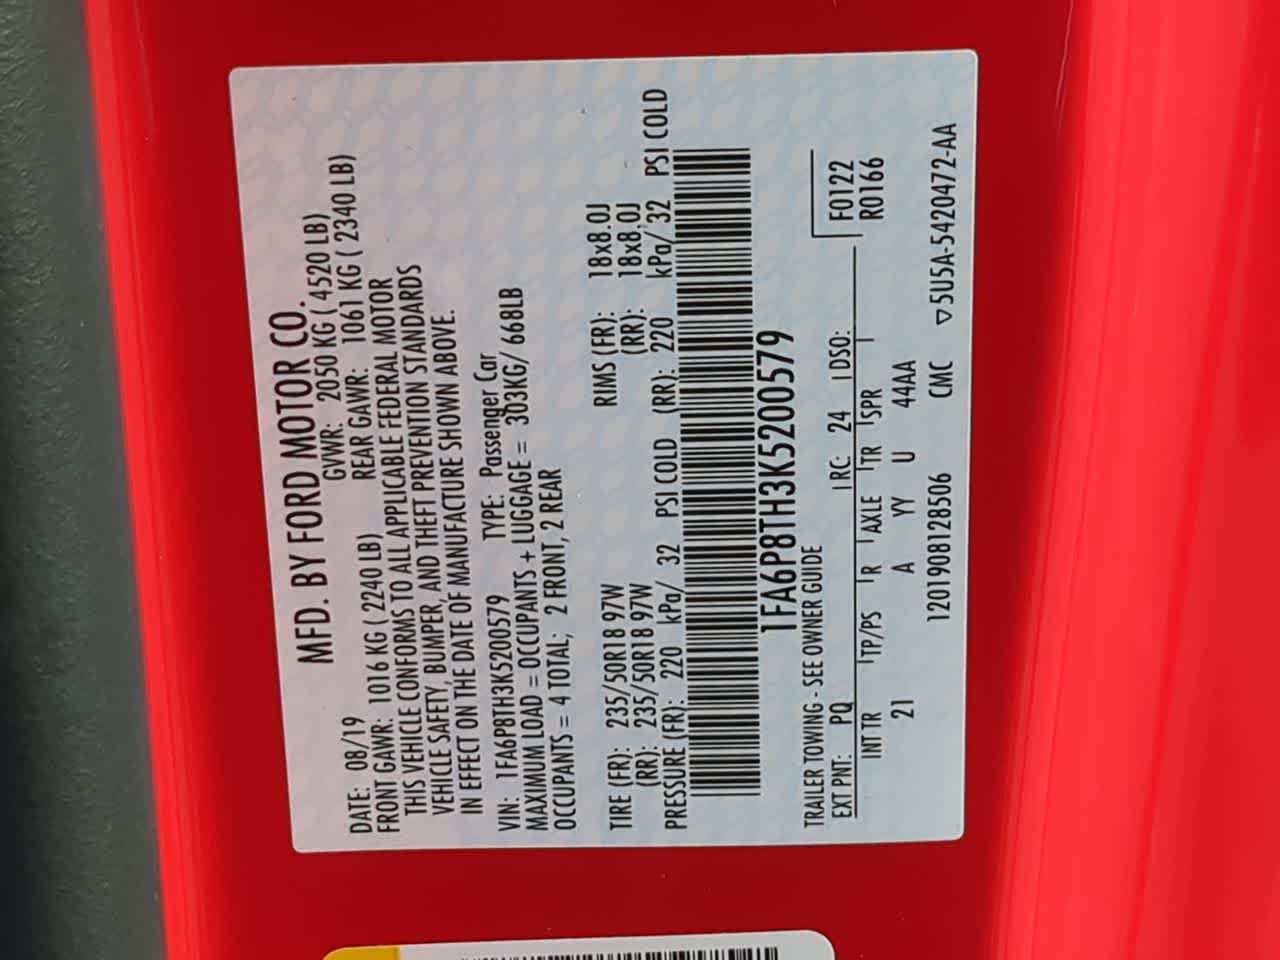 MFD. BY FORD MOTOR CO.
DATE: 08/19 GVWR: 2050 KG ( 4520 LB)
FRONT GAWR: 1016 KG ( 2240 LB) REAR GAWR: 1061 KG ( 2340 LB)
THIS VEHICLE CONFORMS TO ALL APPLICABLE FEDERAL MOTOR
VEHICLE SAFETY, BUMPER, AND THEFT PREVENTION STANDARDS
IN EFFECT ON THE DATE OF MANUFACTURE SHOWN ABOVE.
VIN: 1FA6P8TH3K5200579 TYPE: Passenger Car
MAXIMUM LOAD = OCCUPANTS + LUGGAGE = 303KG/ 668LB
OCCUPANTS = 4 TOTAL; 2 FRONT, 2 REAR
TIRE (FR): 235/50R18 97W RIMS (FR): 18x8.0J
(RR): 235/50R18 97W (RR): 18x8.0J
PRESSURE (FR): 220 kPa/ 32 PSI COLD (RR): 220 kPa/ 32 PSI COLD
1FA6P8TH3K5200579
TRAILER TOWING - SEE OWNER GUIDE
EXT PNT: PQ RC: 24 DSO: F0122
INT TR TP/PS R AXLE TR SPR R0166
21 A YY U 44AA
1201908128506 CMC ▽5U5A-5420472-AA